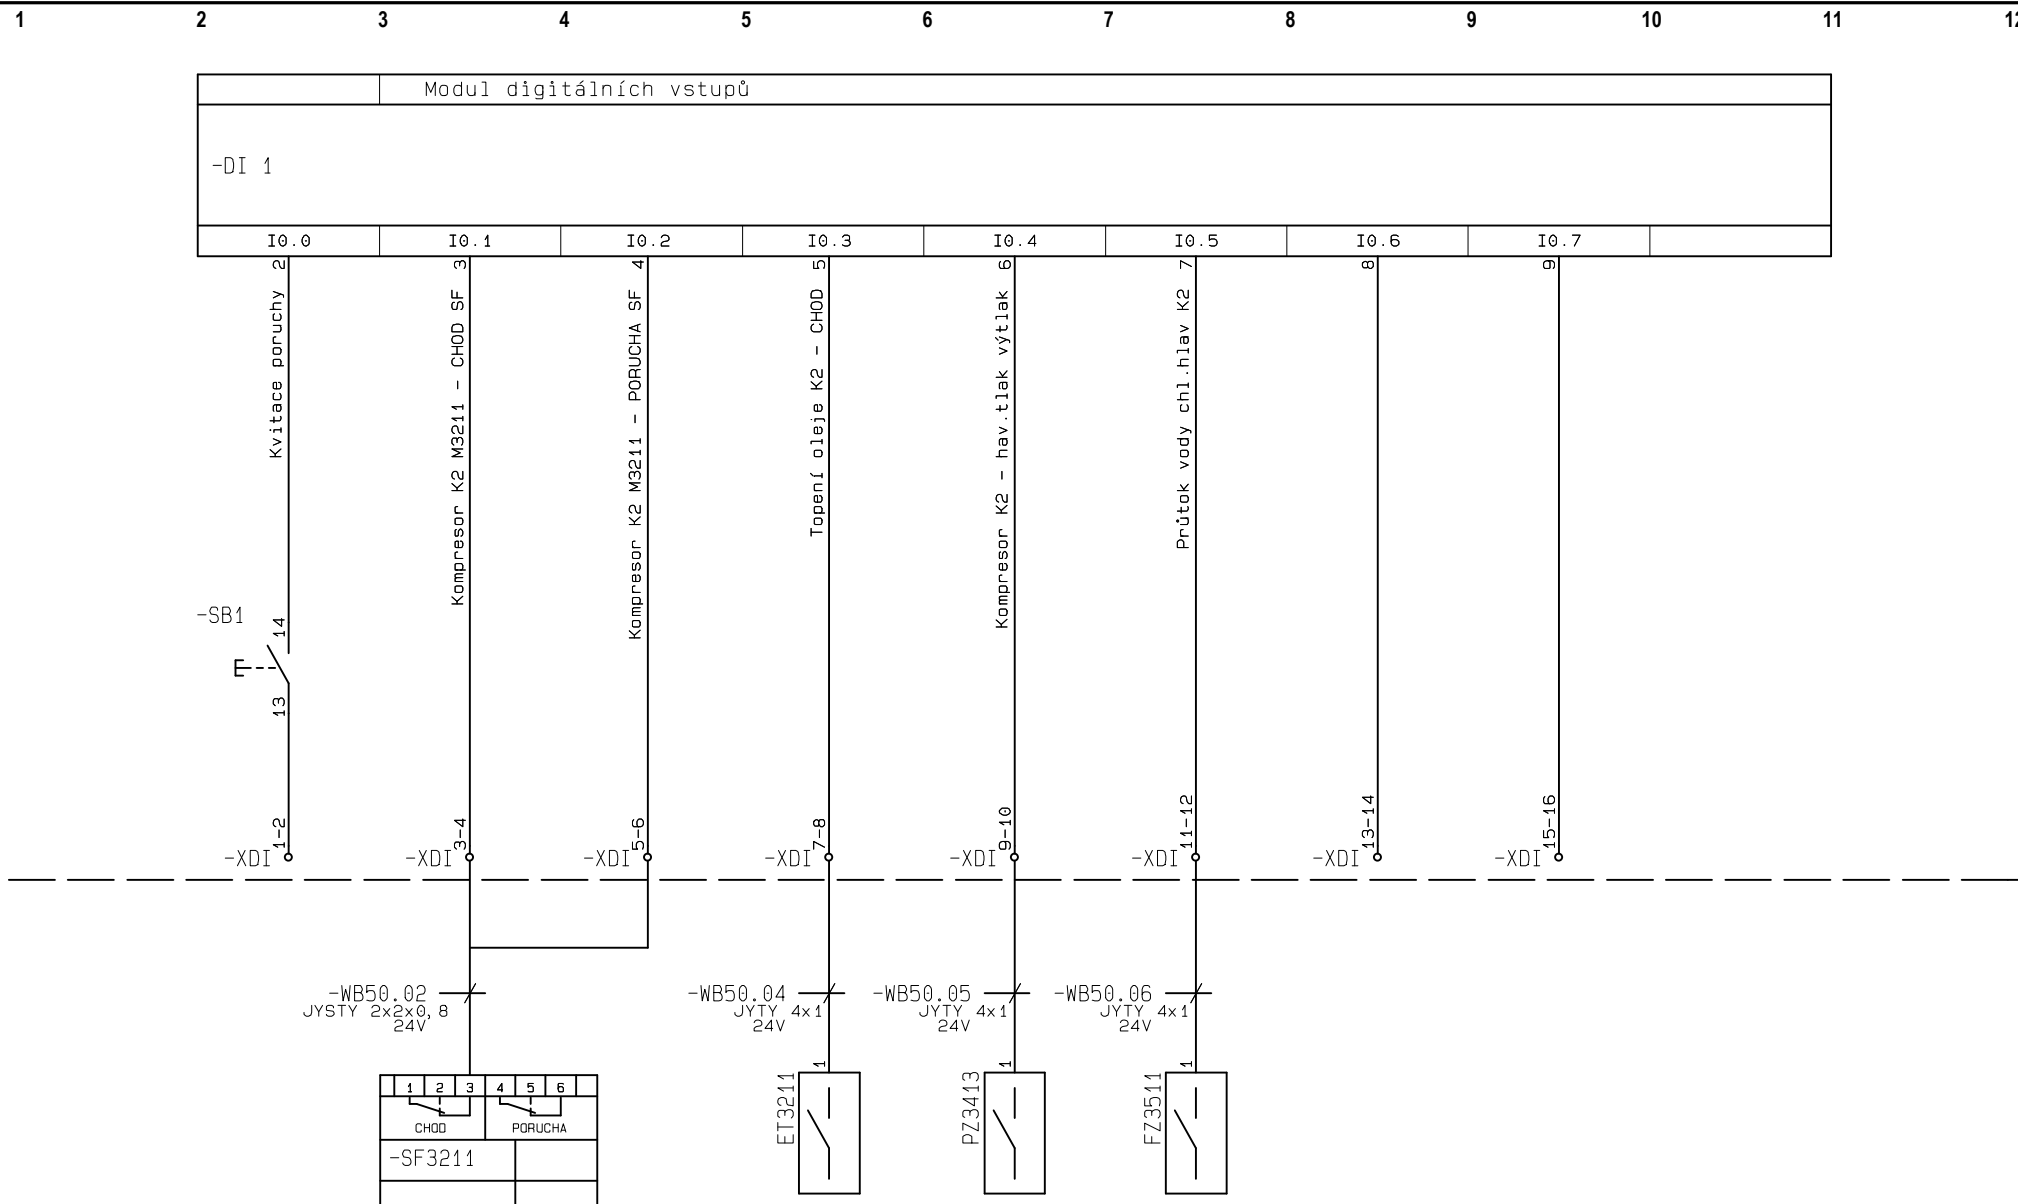 1 2 3 4 5 6 7 8 9 10 11 12
Modul digitálních vstupů
-DI 1
I0.0 I0.1 I0.2 I0.3 I0.4 I0.5 I0.6 I0.7
2 3 4 5 6 7 8 9
Kvitace poruchy
Kompresor K2 M3211 - CHOD SF
Kompresor K2 M3211 - PORUCHA SF
Topení oleje K2 - CHOD
Kompresor K2 - hav.tlak výtlak
Průtok vody chl.hlav K2
-SB1
14
13
1-2 3-4 5-6 7-8 9-10 11-12 13-14 15-16
-XDI -XDI -XDI -XDI -XDI -XDI -XDI -XDI
-WB50.02
JYSTY 2x2x0,8
24V
-WB50.04
JYTY 4x1
24V
-WB50.05
JYTY 4x1
24V
-WB50.06
JYTY 4x1
24V
1 2 3 4 5 6
CHOD PORUCHA
-SF3211
1
ET3211
1
PZ3413
1
FZ3511